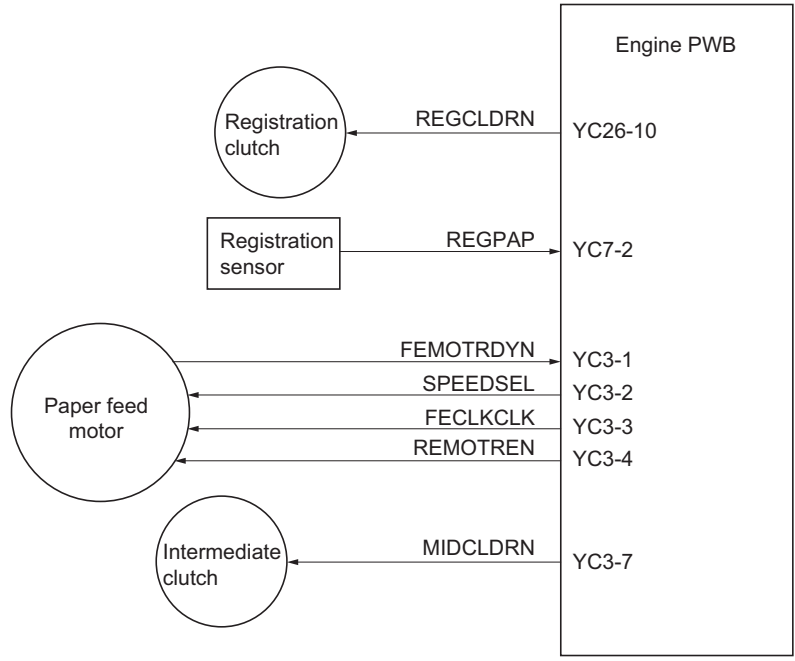 Engine PWB
Registration
clutch
REGCLDRN
YC26-10
Registration
sensor
REGPAP
YC7-2
Paper feed
motor
FEMOTRDYN
YC3-1
SPEEDSEL
YC3-2
FECLKCLK
YC3-3
REMOTREN
YC3-4
Intermediate
clutch
MIDCLDRN
YC3-7